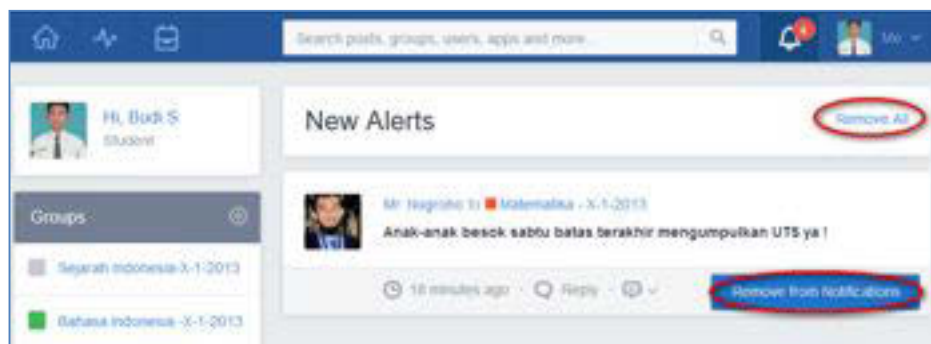 Search posts, groups, users, apps and more...
4
Me
Hi, Budi S
Student
New Alerts
Remove All
Groups
Sejarah Indonesia-X-1-2013
Bahasa Indonesia -X-1-2013
Mr. Nugroho to Matematika - X-1-2013
Anak-anak besok sabtu batas terakhir mengumpulkan UTS ya !
18 minutes ago · Reply ·
Remove from Notifications